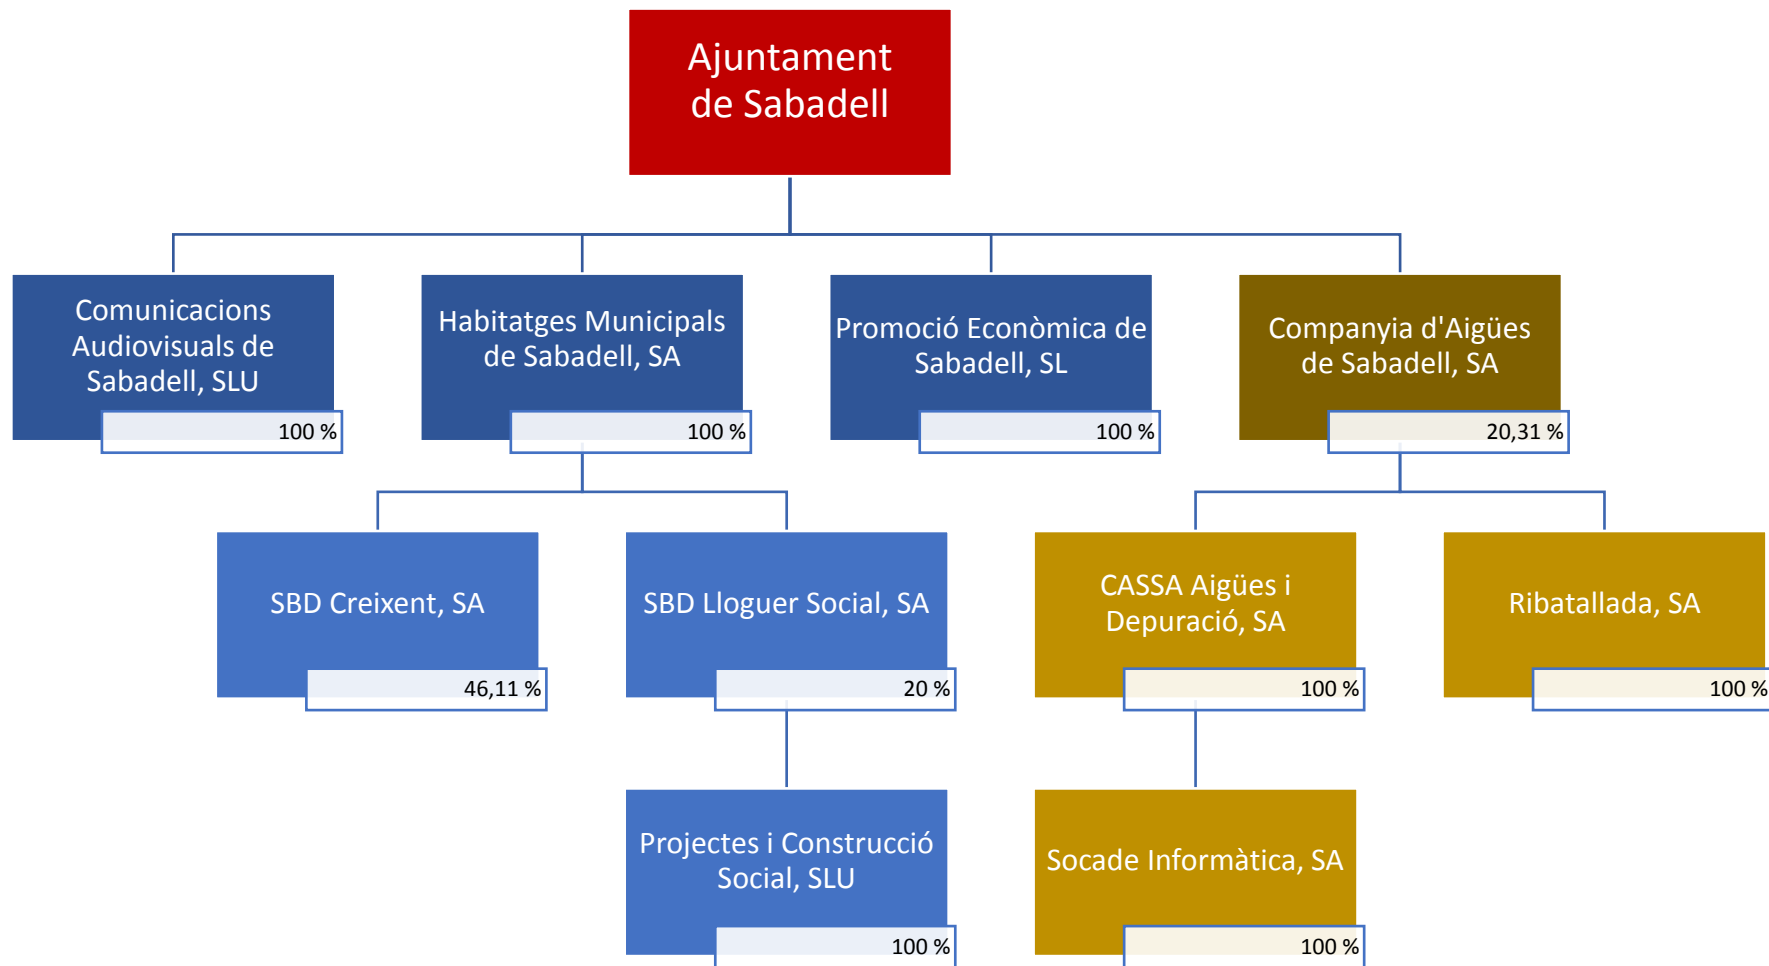 Ajuntament
de Sabadell
Comunicacions
Audiovisuals de
Sabadell, SLU
100 %
Habitatges Municipals
de Sabadell, SA
100 %
Promoció Econòmica de
Sabadell, SL
100 %
Companyia d'Aigües
de Sabadell, SA
20,31 %
SBD Creixent, SA
46,11 %
SBD Lloguer Social, SA
20 %
CASSA Aigües i
Depuració, SA
100 %
Ribatallada, SA
100 %
Projectes i Construcció
Social, SLU
100 %
Socade Informàtica, SA
100 %